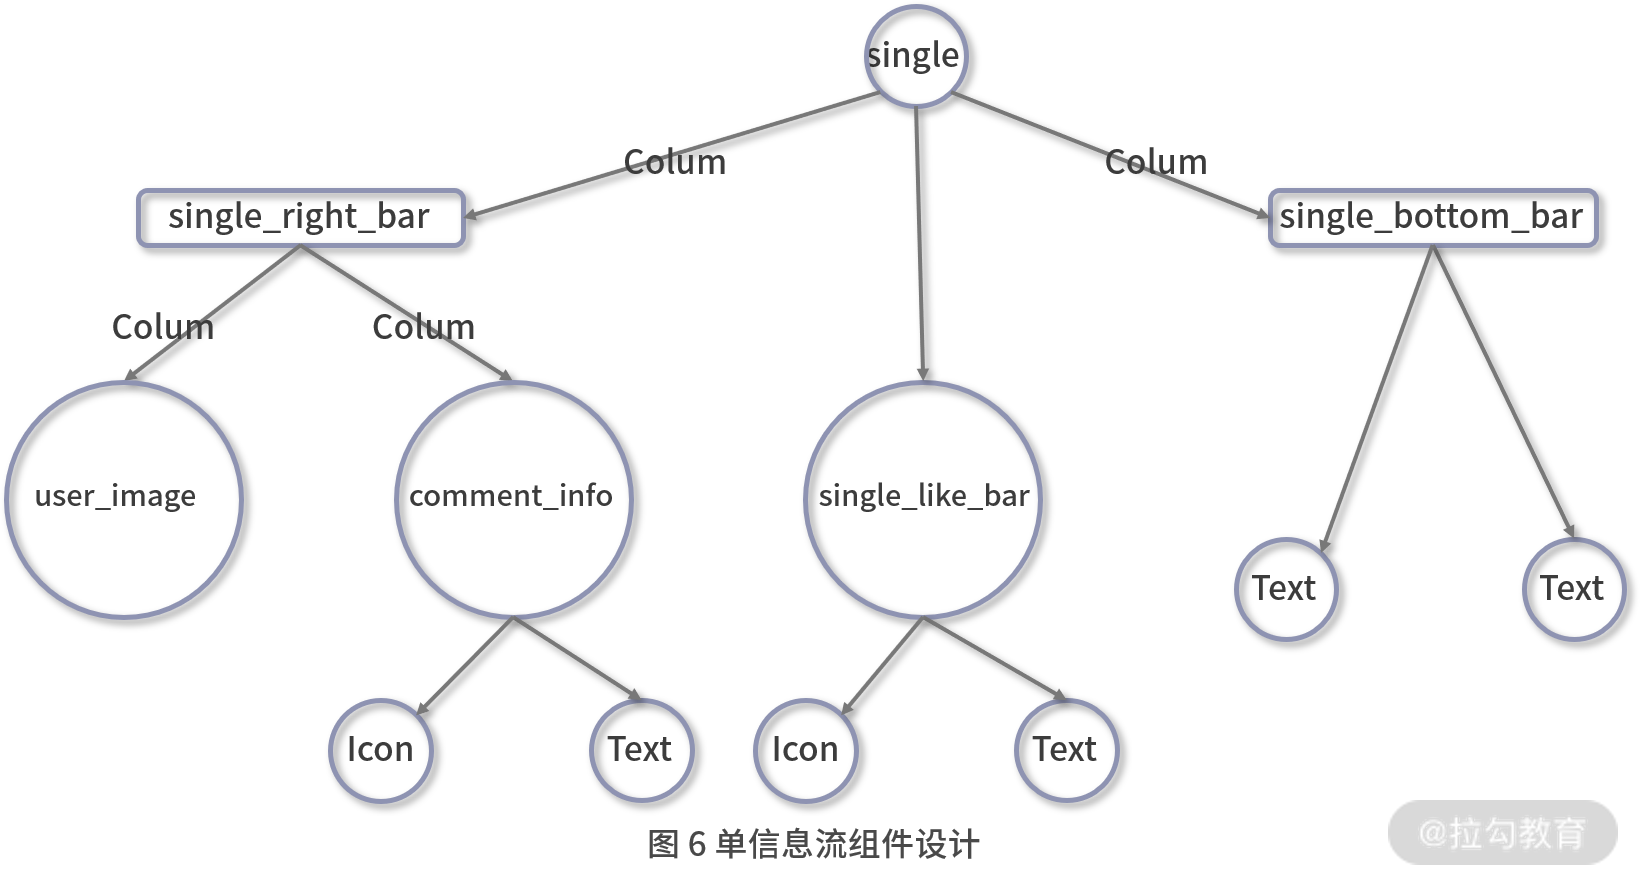 single
Colum
Colum
single_right_bar
single_bottom_bar
Colum
Colum
user_image
comment_info
single_like_bar
Text
Text
Icon
Text
Icon
Text
图 6 单信息流组件设计
@拉勾教育